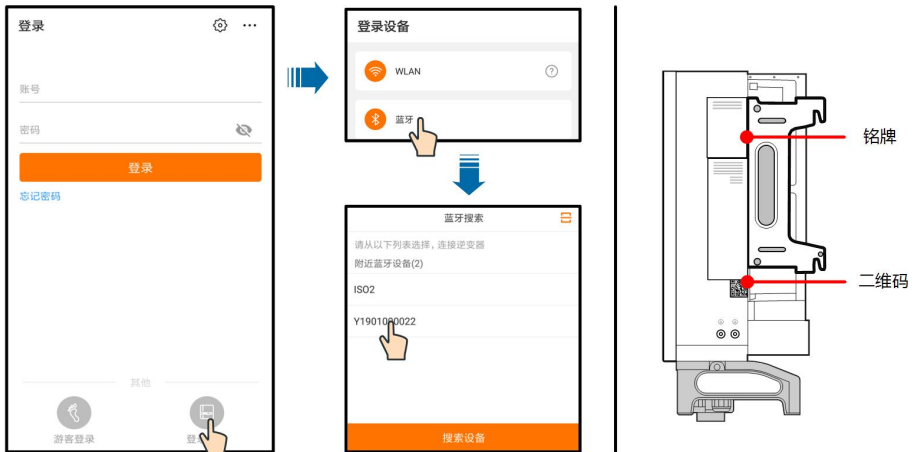 登录
账号
密码
登录
忘记密码
其他
游客登录
登
登录设备
WLAN
蓝牙
蓝牙搜索
请从以下列表选择，连接逆变器
附近蓝牙设备(2)
ISO2
搜索设备
铭牌
二维码